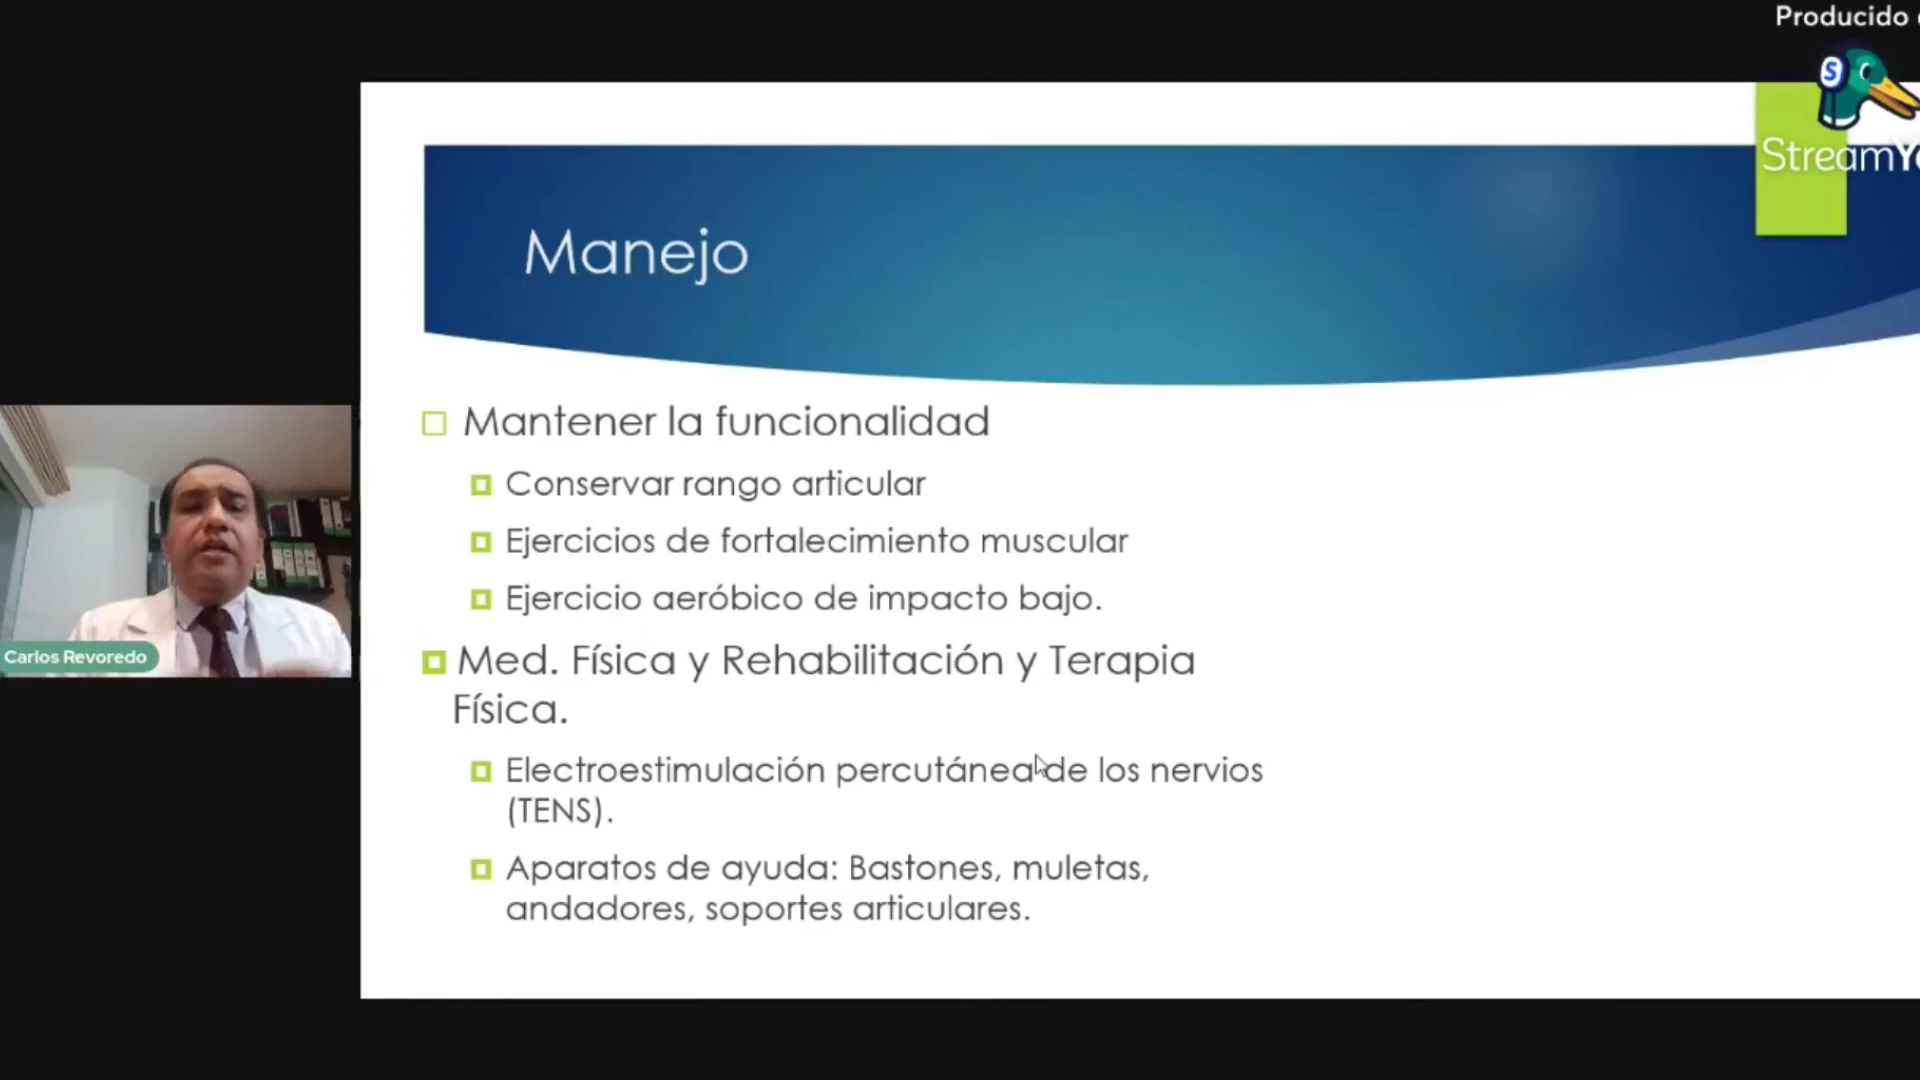 Producido
StreamY
Manejo
Mantener la funcionalidad
Conservar rango articular
Ejercicios de fortalecimiento muscular
Ejercicio aeróbico de impacto bajo.
Med. Física y Rehabilitación y Terapia
Física.
Electroestimulación percutánea de los nervios
(TENS).
Aparatos de ayuda: Bastones, muletas,
andadores, soportes articulares.
Carlos Revoredo